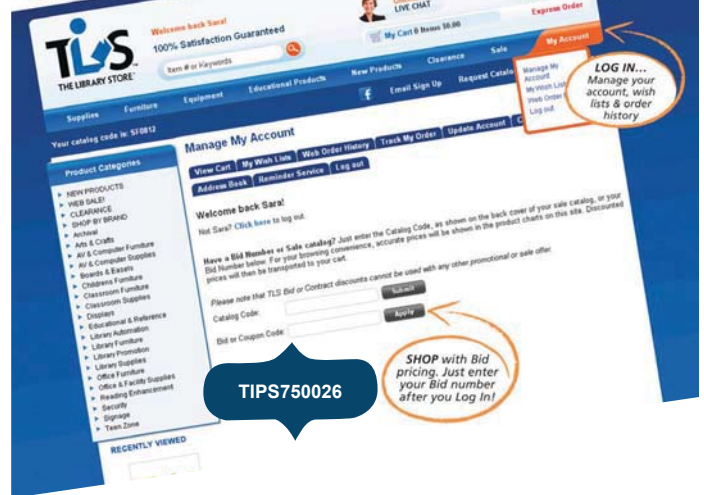 LIVE CHAT
Express Order
Welcome back Sara!
100% Satisfaction Guaranteed
TLS
THE LIBRARY STORE
Item # or Keywords
My Cart 0 Items $0.00
My Account
Supplies Furniture Equipment Educational Products New Products Clearance Sale
Email Sign Up Request Catalo
Your catalog code is: SF0812
Manage My
Account
My Wish List
Web Order
Log out
LOG IN...
Manage your
account, wish
lists & order
history
Product Categories
NEW PRODUCTS
WEB SALE!
CLEARANCE
SHOP BY BRAND
Archival
Arts & Crafts
AV & Computer Furniture
AV & Computer Supplies
Boards & Easels
Childrens Furniture
Classroom Furniture
Classroom Supplies
Displays
Educational & Reference
Library Automation
Library Furniture
Library Promotion
Library Supplies
Office Furniture
Office & Facility Supplies
Reading Enhancement
Security
Signage
Teen Zone
RECENTLY VIEWED
Manage My Account
View Cart My Wish Lists Web Order History Track My Order Update Account
Address Book Reminder Service Log out
Welcome back Sara!
Not Sara? Click here to log out.
Have a Bid Number or Sale catalog? Just enter the Catalog Code, as shown on the back cover of your sale catalog, or your
Bid Number below. For your browsing convenience, accurate prices will be shown in the product charts on this site. Discounted
prices will then be transported to your cart.
Please note that TLS Bid or Contract discounts cannot be used with any other promotional or sale offer.
Catalog Code: Submit
Bid or Coupon Code: Apply
TIPS750026
SHOP with Bid
pricing. Just enter
your Bid number
after you Log In!